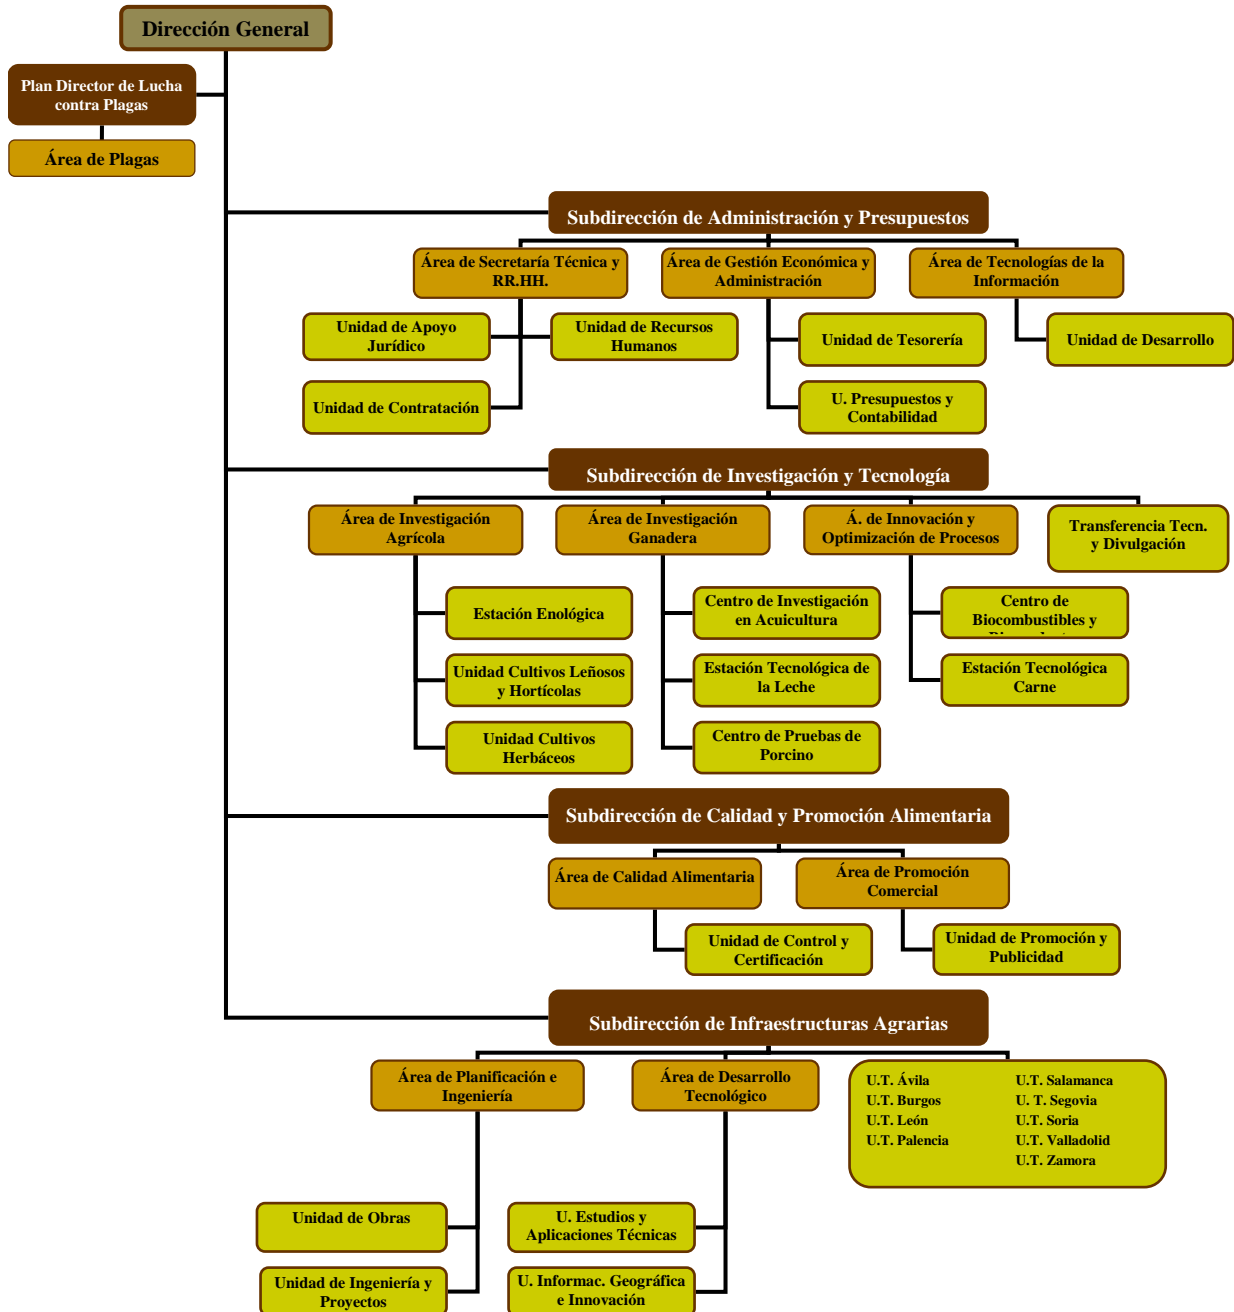 Dirección General
Plan Director de Lucha
contra Plagas
Área de Plagas
Subdirección de Administración y Presupuestos
Área de Secretaría Técnica y
RR.HH.
Área de Gestión Económica y
Administración
Área de Tecnologías de la
Información
Unidad de Apoyo
Jurídico
Unidad de Recursos
Humanos
Unidad de Tesorería
Unidad de Desarrollo
Unidad de Contratación
U. Presupuestos y
Contabilidad
Subdirección de Investigación y Tecnología
Área de Investigación
Agrícola
Área de Investigación
Ganadera
Á. de Innovación y
Optimización de Procesos
Transferencia Tecn.
y Divulgación
Estación Enológica
Centro de Investigación
en Acuicultura
Centro de
Biocombustibles y
Unidad Cultivos Leñosos
y Hortícolas
Estación Tecnológica de
la Leche
Estación Tecnológica
Carne
Unidad Cultivos
Herbáceos
Centro de Pruebas de
Porcino
Subdirección de Calidad y Promoción Alimentaria
Área de Calidad Alimentaria
Área de Promoción
Comercial
Unidad de Control y
Certificación
Unidad de Promoción y
Publicidad
Subdirección de Infraestructuras Agrarias
Área de Planificación e
Ingeniería
Área de Desarrollo
Tecnológico
U.T. Ávila
U.T. Burgos
U.T. León
U.T. Palencia
U.T. Salamanca
U. T. Segovia
U.T. Soria
U.T. Valladolid
U.T. Zamora
Unidad de Obras
U. Estudios y
Aplicaciones Técnicas
Unidad de Ingeniería y
Proyectos
U. Informac. Geográfica
e Innovación